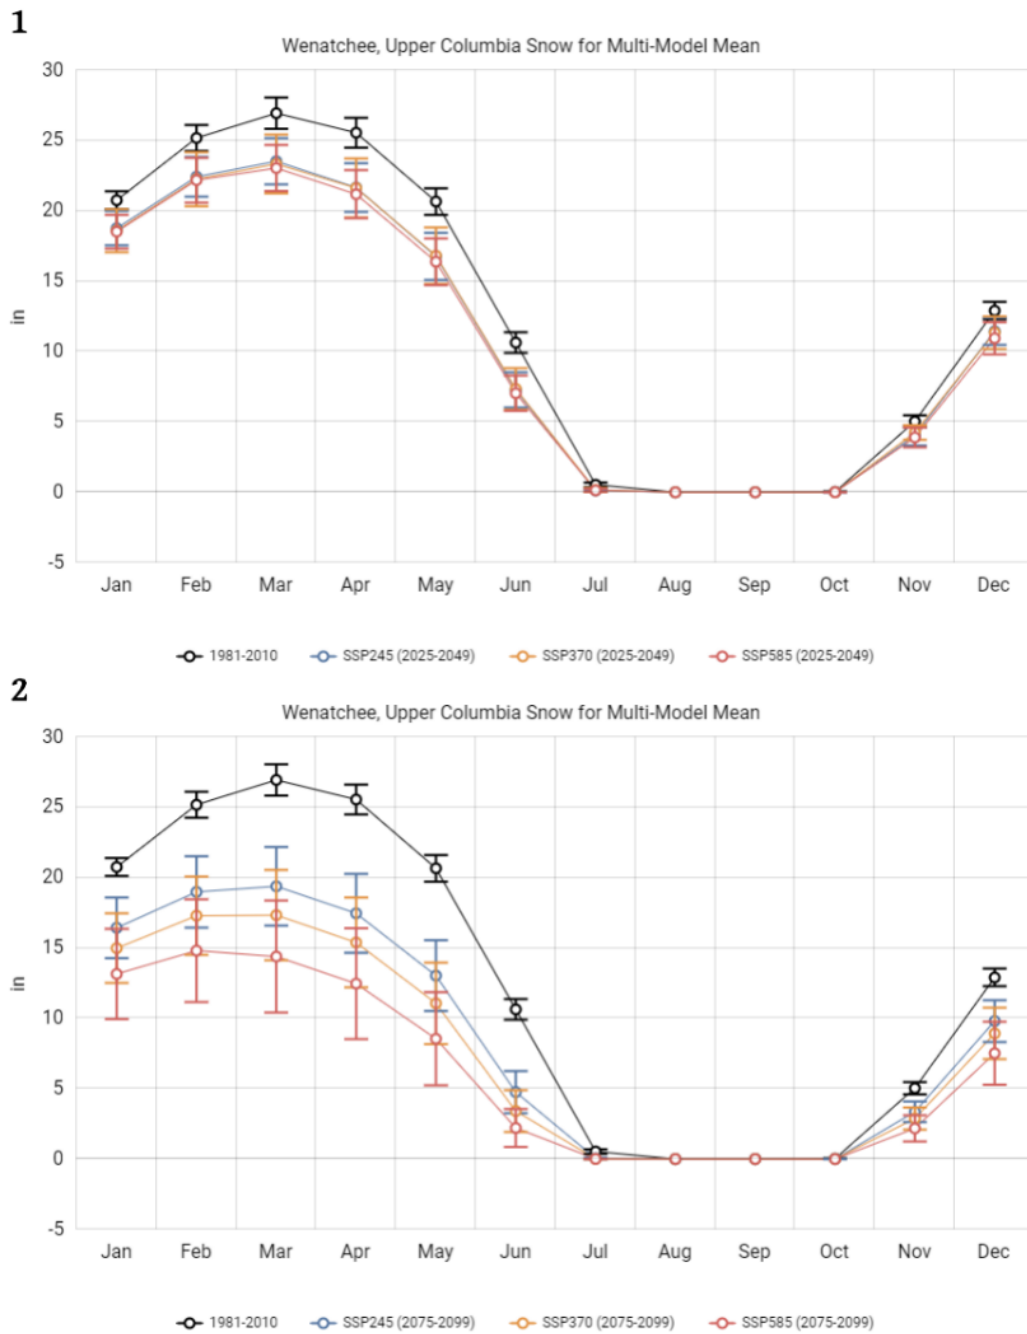 1
Wenatchee, Upper Columbia Snow for Multi-Model Mean
30
25
20
15
10
5
0
-5
in
Jan Feb Mar Apr May Jun Jul Aug Sep Oct Nov Dec
1981-2010 SSP245 (2025-2049) SSP370 (2025-2049) SSP585 (2025-2049)
2
Wenatchee, Upper Columbia Snow for Multi-Model Mean
30
25
20
15
10
5
0
-5
in
Jan Feb Mar Apr May Jun Jul Aug Sep Oct Nov Dec
1981-2010 SSP245 (2075-2099) SSP370 (2075-2099) SSP585 (2075-2099)